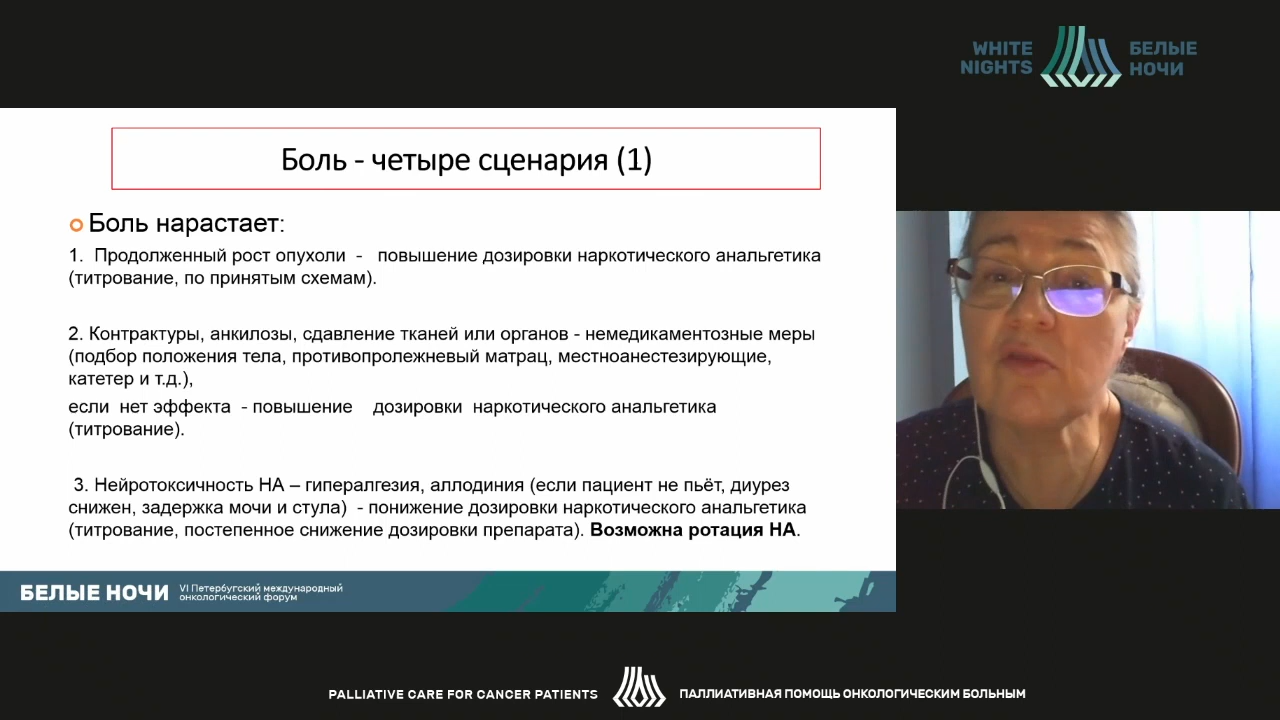 WHITE
NIGHTS
БЕЛЫЕ
НОЧИ
Боль - четыре сценария (1)
Боль нарастает:
1. Продолженный рост опухоли - повышение дозировки наркотического анальгетика
(титрование, по принятым схемам).
2. Контрактуры, анкилозы, сдавление тканей или органов - немедикаментозные меры
(подбор положения тела, противопролежневый матрац, местноанестезирующие,
катетер и т.д.),
если нет эффекта - повышение дозировки наркотического анальгетика
(титрование).
3. Нейротоксичность НА – гипералгезия, аллодиния (если пациент не пьёт, диурез
снижен, задержка мочи и стула) - понижение дозировки наркотического анальгетика
(титрование, постепенное снижение дозировки препарата). Возможна ротация НА.
БЕЛЫЕ НОЧИ
VI Петербугский международный
онкологический форум
PALLIATIVE CARE FOR CANCER PATIENTS
ПАЛЛИАТИВНАЯ ПОМОЩЬ ОНКОЛОГИЧЕСКИМ БОЛЬНЫМ